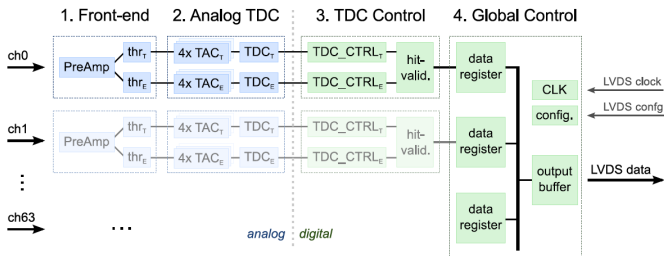 1. Front-end 2. Analog TDC 3. TDC Control 4. Global Control
ch0
PreAmp
thrT
thrE
4x TACT
4x TACE
TDCT
TDCE
TDC_CTRLT
TDC_CTRLE
hit-
valid.
data
register
ch1
PreAmp
thrT
thrE
4x TACT
4x TACE
TDCT
TDCE
TDC_CTRLT
TDC_CTRLE
hit-
valid.
data
register
CLK
config.
LVDS clock
LVDS confg
output
buffer
LVDS data
ch63
data
register
analog
digital